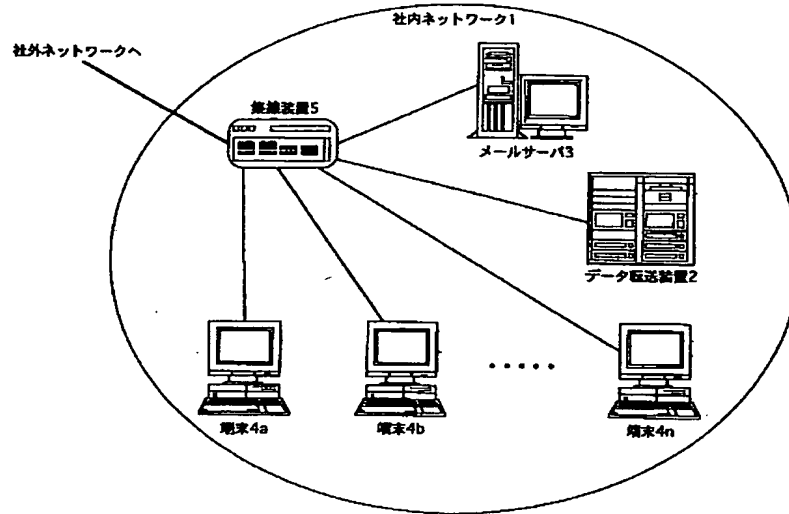 社内ネットワーク1
社外ネットワークへ
集線装置5
メールサーバ3
データ転送装置2
端末4a
端末4b
端末4n